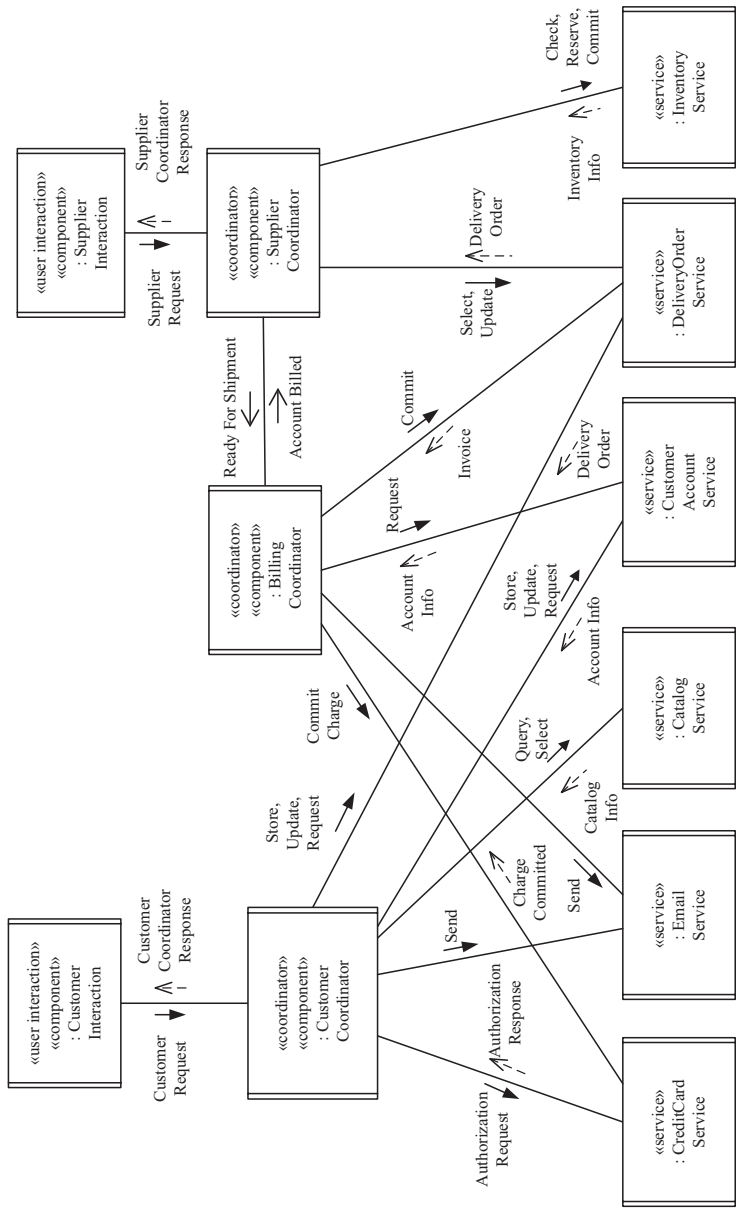 «user interaction»
«component»
: Customer
Interaction
«user interaction»
«component»
: Supplier
Interaction
Customer
Request
Customer
Coordinator
Response
Supplier
Request
Supplier
Coordinator
Response
«coordinator»
«component»
: Customer
Coordinator
«coordinator»
«component»
: Billing
Coordinator
Ready For Shipment
Account Billed
«coordinator»
«component»
: Supplier
Coordinator
Store,
Update,
Request
Commit
Charge
Account
Info
Request
Commit
Invoice
Select,
Update
Delivery
Order
Authorization
Request
Authorization
Response
Send
Charge
Committed
Send
Query,
Select
Catalog
Info
Store,
Update,
Request
Account Info
Delivery
Order
Inventory
Info
Check,
Reserve,
Commit
«service»
: CreditCard
Service
«service»
: Email
Service
«service»
: Catalog
Service
«service»
: Customer
Account
Service
«service»
: DeliveryOrder
Service
«service»
: Inventory
Service